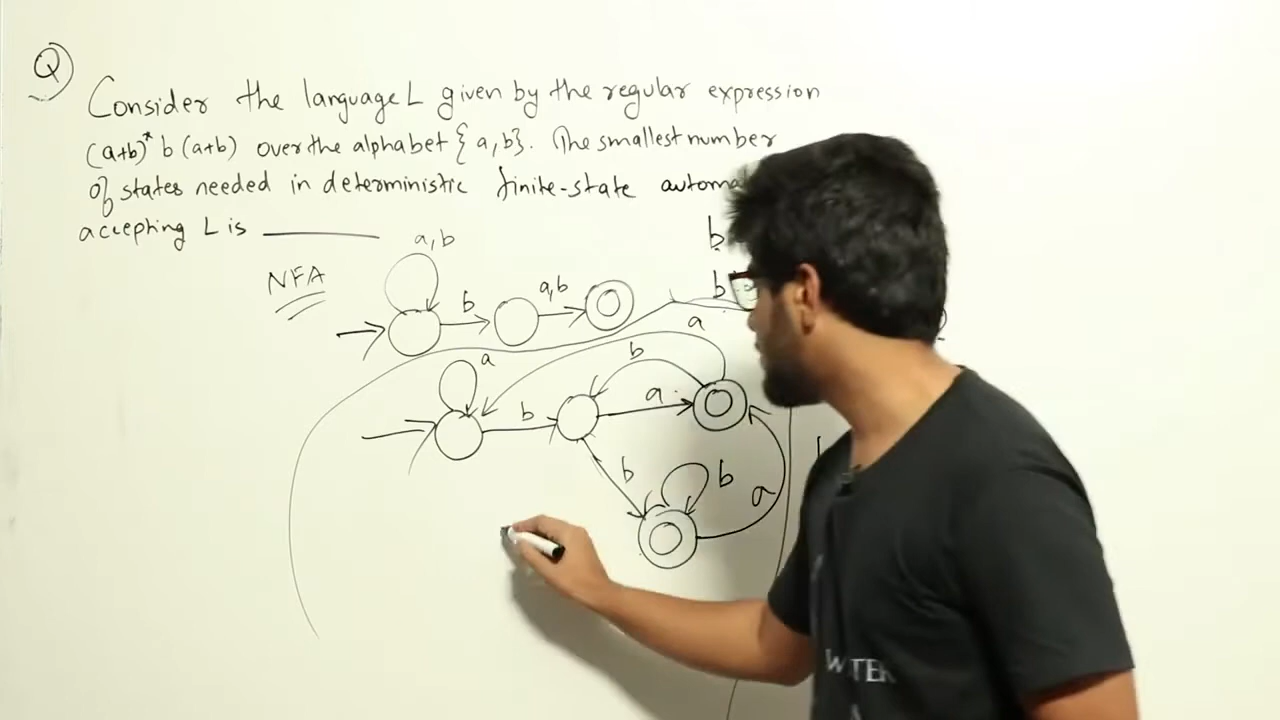 Q
Consider the language L given by the regular expression
(a+b)* b (a+b) over the alphabet {a, b}. The smallest number
of states needed in deterministic finite-state automa
accepting L is ________
NFA
a,b
b
a,b
b
b
a
b
a
b
a
b
b
a